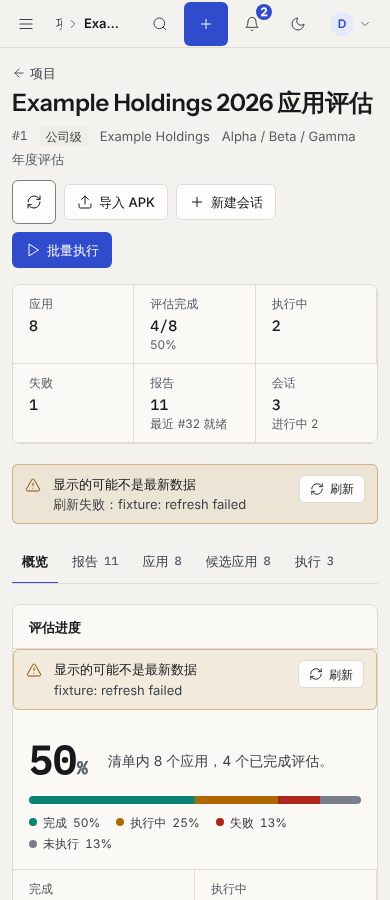 Exa...
2
D
项目
Example Holdings 2026 应用评估
#1 公司级 Example Holdings Alpha / Beta / Gamma
年度评估
导入 APK 新建会话
批量执行
应用 评估完成 执行中
8 4/8 2
50%
失败 报告 会话
1 11 3
最近 #32 就绪 进行中 2
显示的可能不是最新数据
刷新失败：fixture: refresh failed
刷新
概览 报告 11 应用 8 候选应用 8 执行 3
评估进度
显示的可能不是最新数据
fixture: refresh failed
刷新
50% 清单内 8 个应用，4 个已完成评估。
完成 50% 执行中 25% 失败 13%
未执行 13%
完成 执行中